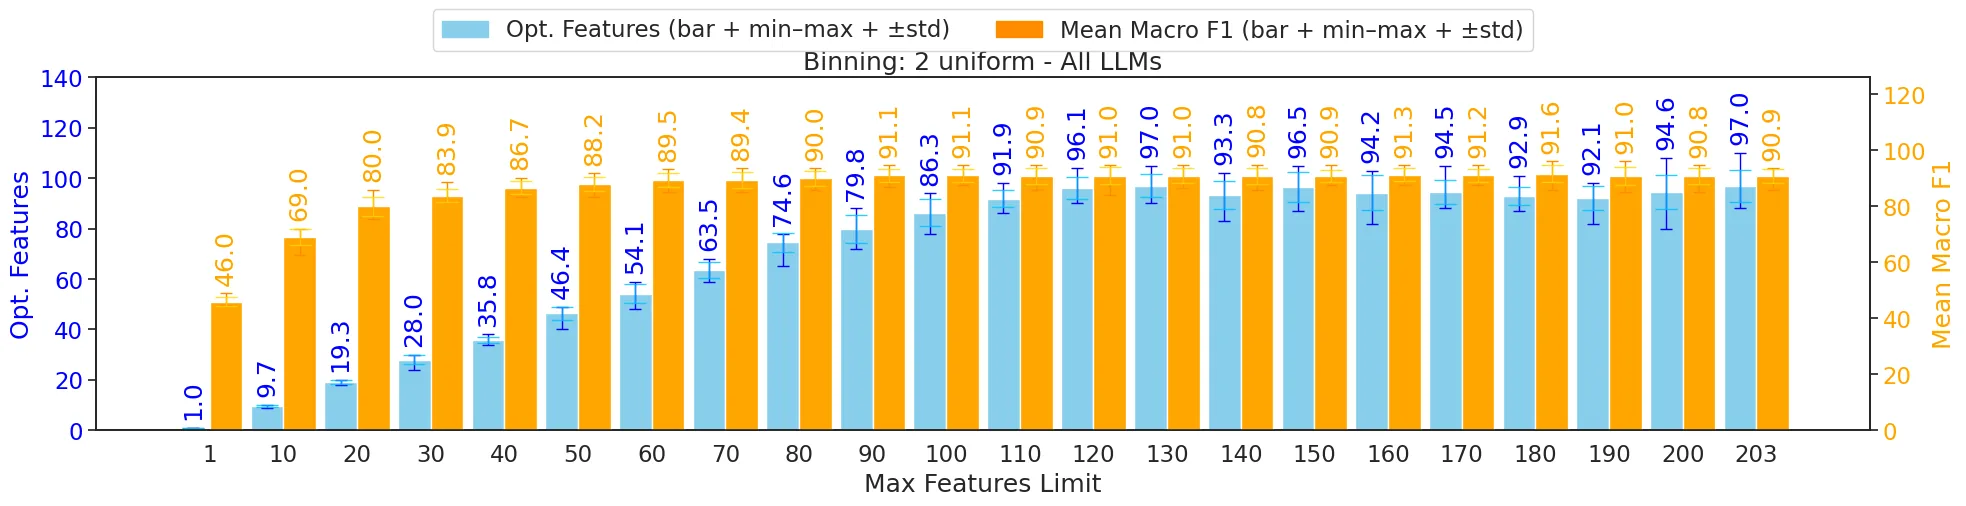 Opt. Features (bar + min–max + ±std) Mean Macro F1 (bar + min–max + ±std)
Binning: 2 uniform - All LLMs
Opt. Features
0 20 40 60 80 100 120 140
1.0 9.7 19.3 28.0 35.8 46.4 54.1 63.5 74.6 79.8 86.3 91.9 96.1 97.0 93.3 96.5 94.2 94.5 92.9 92.1 94.6 97.0
46.0 69.0 80.0 83.9 86.7 88.2 89.5 89.4 90.0 91.1 91.1 90.9 91.0 91.0 90.8 90.9 91.3 91.2 91.6 91.0 90.8 90.9
0 20 40 60 80 100 120
Mean Macro F1
1 10 20 30 40 50 60 70 80 90 100 110 120 130 140 150 160 170 180 190 200 203
Max Features Limit